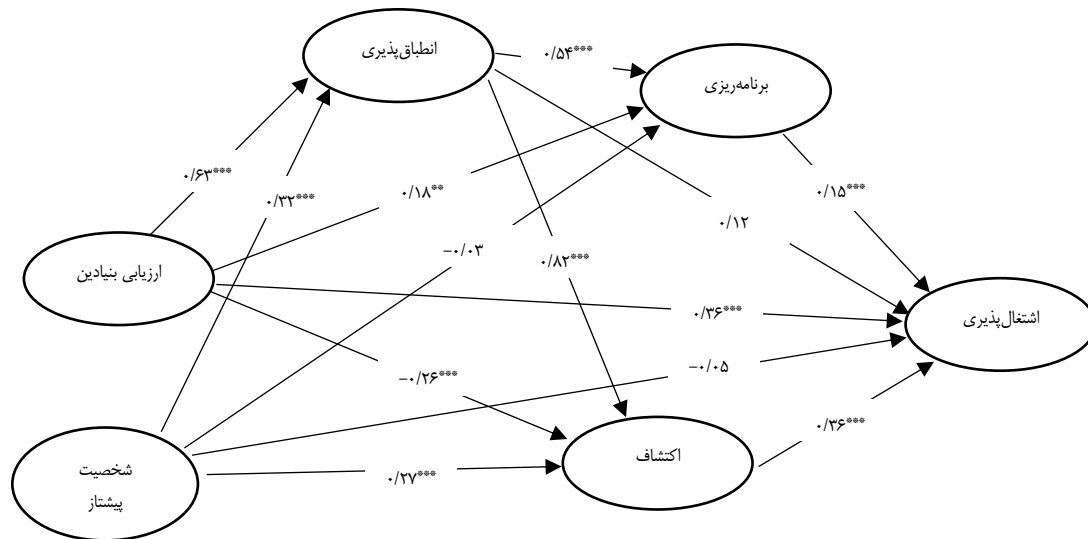 انطباق‌پذیری
۰/۵۴***
برنامه‌ریزی
۰/۶۳***
۰/۳۲***
۰/۱۸**
۰/۱۵***
۰/۱۲
-۰/۰۳
۰/۸۲***
ارزیابی بنیادین
۰/۳۶***
اشتغال‌پذیری
-۰/۲۶***
-۰/۰۵
۰/۳۶***
شخصیت
پیشتاز
۰/۲۷***
اکتشاف